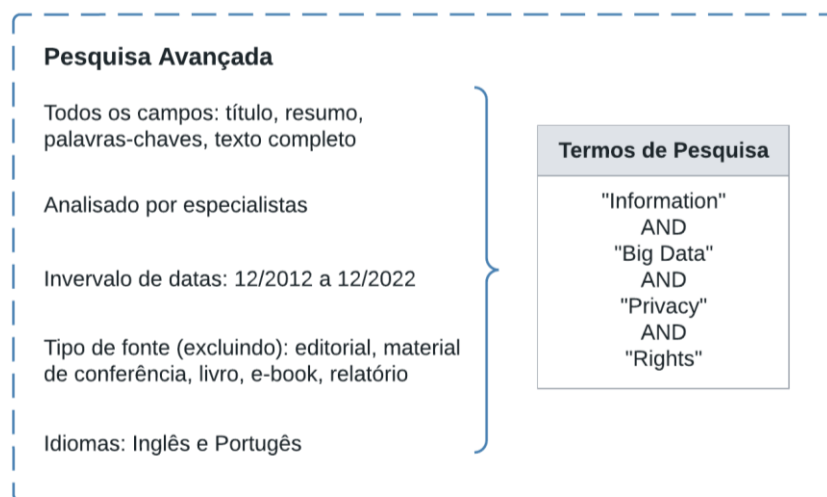 Pesquisa Avançada
Todos os campos: título, resumo,
palavras-chaves, texto completo
Analisado por especialistas
Invervalo de datas: 12/2012 a 12/2022
Tipo de fonte (excluindo): editorial, material
de conferência, livro, e-book, relatório
Idiomas: Inglês e Portugês
Termos de Pesquisa
"Information"
AND
"Big Data"
AND
"Privacy"
AND
"Rights"